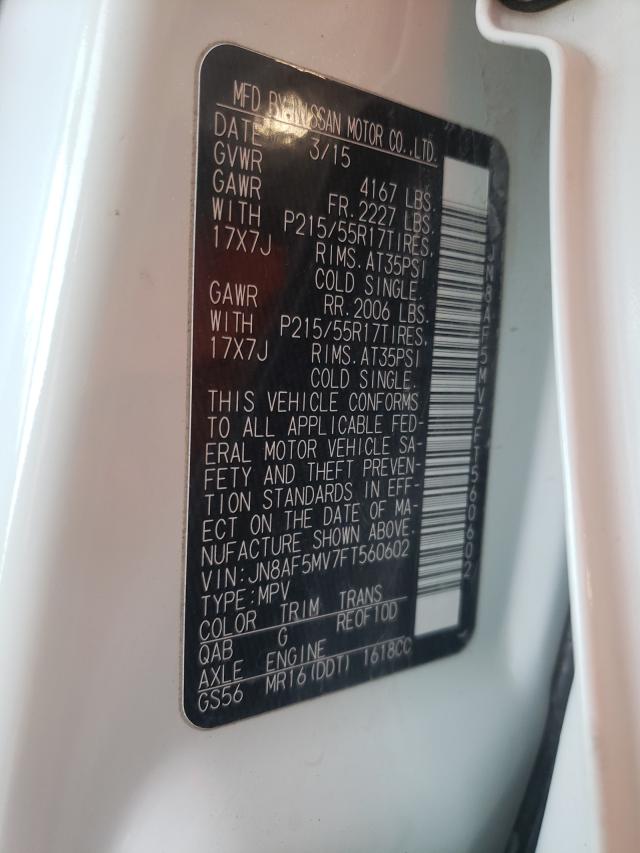 MFD BY NISSAN MOTOR CO.,LTD.
DATE 3/15
GVWR 4167 LBS.
GAWR FR. 2227 LBS.
WITH P215/55R17TIRES,
17X7J RIMS. AT35PSI
COLD SINGLE.
GAWR RR. 2006 LBS.
WITH P215/55R17TIRES,
17X7J RIMS. AT35PSI
COLD SINGLE.
THIS VEHICLE CONFORMS
TO ALL APPLICABLE FED-
ERAL MOTOR VEHICLE SA-
FETY AND THEFT PREVEN-
TION STANDARDS IN EFF-
ECT ON THE DATE OF MA-
NUFACTURE SHOWN ABOVE.
VIN:JN8AF5MV7FT560602
TYPE:MPV
COLOR TRIM TRANS
QAB G RE0F10D
AXLE ENGINE
GS56 MR16(DDT) 1618CC
JN8AF5MV7FT560602